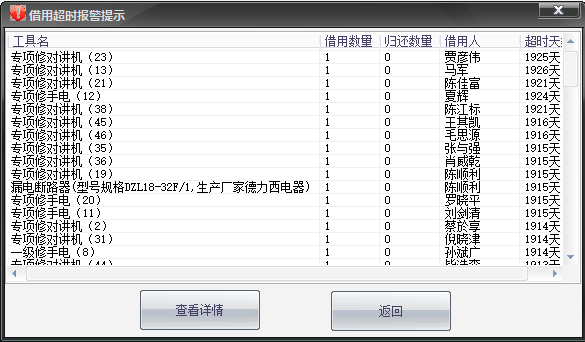 借用超时报警提示
工具名 借用数量 归还数量 借用人 超时天
专项修对讲机（23） 1 0 贾彦伟 1925天
专项修对讲机（13） 1 0 马军 1926天
专项修对讲机（21） 1 0 陈佳富 1921天
专项修手电（12） 1 0 夏辉 1924天
专项修对讲机（38） 1 0 陈江标 1921天
专项修对讲机（45） 1 0 王其凯 1916天
专项修对讲机（46） 1 0 毛思源 1916天
专项修对讲机（35） 1 0 张与强 1915天
专项修对讲机（36） 1 0 肖威乾 1915天
专项修对讲机（19） 1 0 陈顺利 1915天
漏电断路器(型号规格DZL18-32F/1,生产厂家德力西电器) 1 0 陈顺利 1915天
专项修手电（20） 1 0 罗晓平 1915天
专项修手电（11） 1 0 刘剑清 1915天
专项修对讲机（2） 1 0 蔡於享 1914天
专项修对讲机（31） 1 0 倪晓津 1914天
一级修手电（8） 1 0 孙斌广 1914天
专项修对讲机（44） 1 0 1913天
查看详情 返回